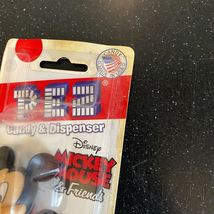 PEZ
Candy & Dispenser
Disney
MICKEY
MOUSE
& Friends